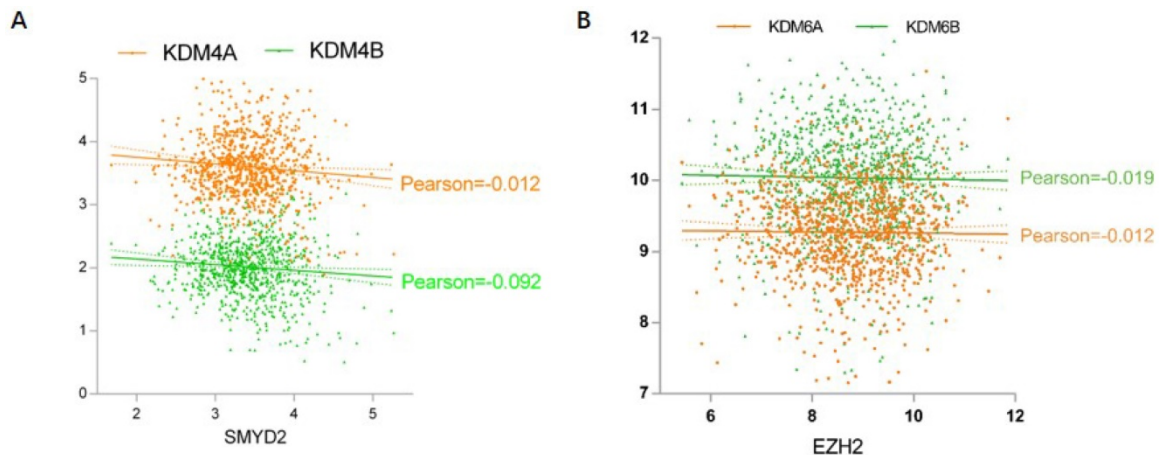 A
KDM4A KDM4B
5
4
3
2
1
0
Pearson=-0.012
Pearson=-0.092
2 3 4 5
SMYD2
B
KDM6A KDM6B
12
11
10
9
8
7
Pearson=-0.019
Pearson=-0.012
6 8 10 12
EZH2